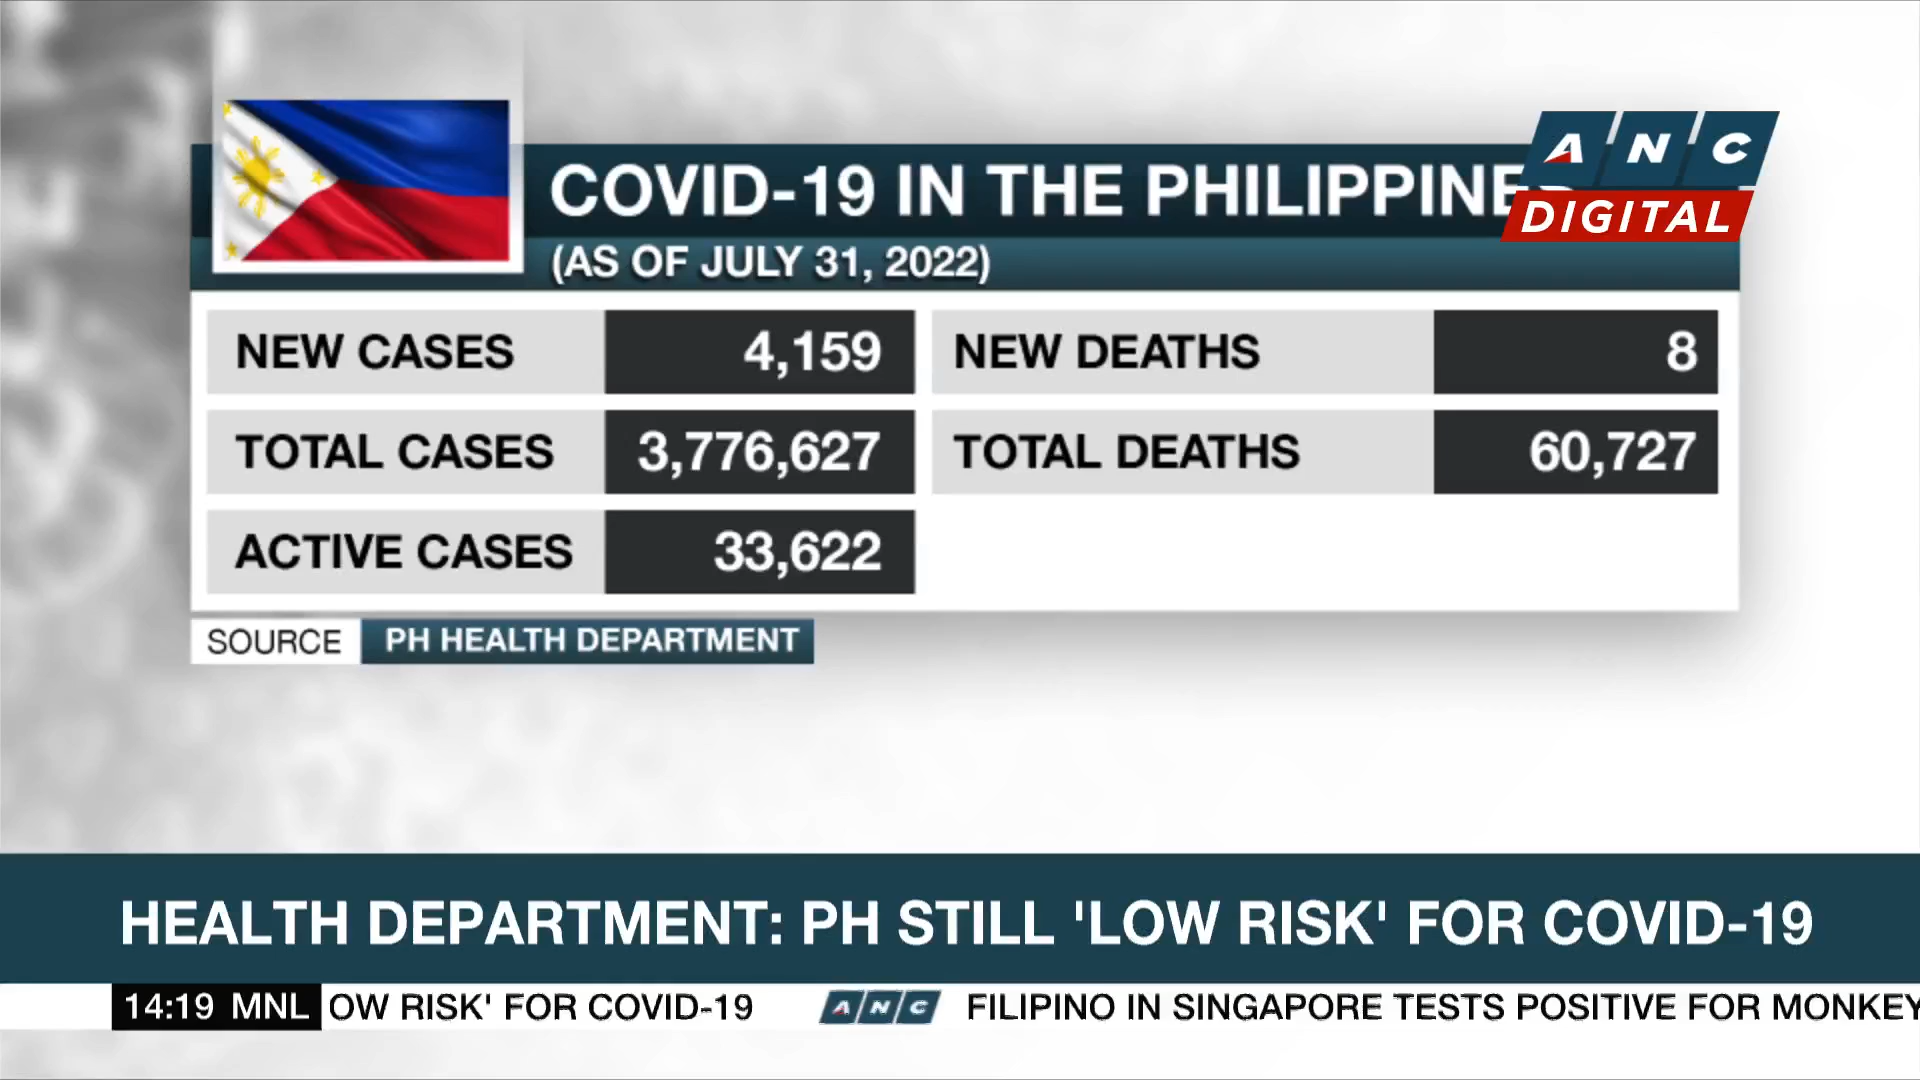 COVID-19 IN THE
ANC
DIGITAL
(AS OF JULY 31, 2022)
NEW CASES 4,159 NEW DEATHS 8
TOTAL CASES 3,776,627 TOTAL DEATHS 60,727
ACTIVE CASES 33,622
SOURCE PH HEALTH DEPARTMENT
HEALTH DEPARTMENT: PH STILL 'LOW RISK' FOR COVID-19
14:19 MNL OW RISK' FOR COVID-19 ANC FILIPINO IN SINGAPORE TESTS POSITIVE FOR MONKEY